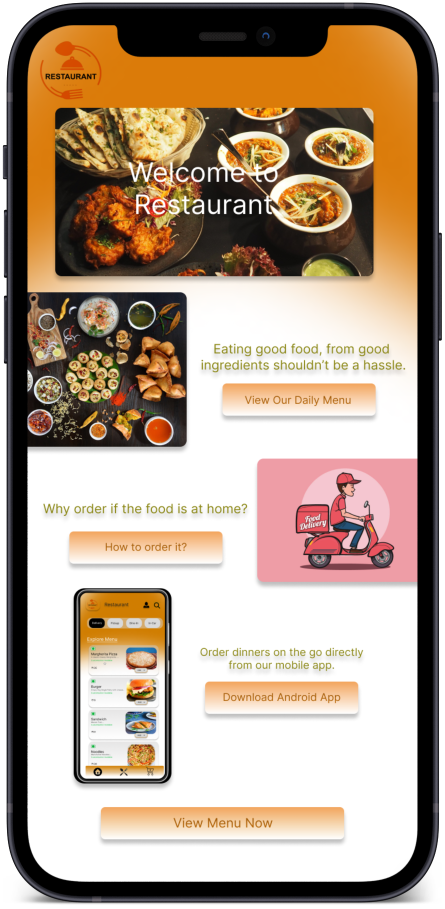 RESTAURANT
Welcome to
Restaurant
Eating good food, from good
ingredients shouldn't be a hassle.
View Our Daily Menu
Why order if the food is at home?
How to order it?
Food
Delivery
Restaurant
Explore Menu
Margherita Pizza
Burger
Sandwich
Noodles
Order dinners on the go directly
from our mobile app.
Download Android App
View Menu Now